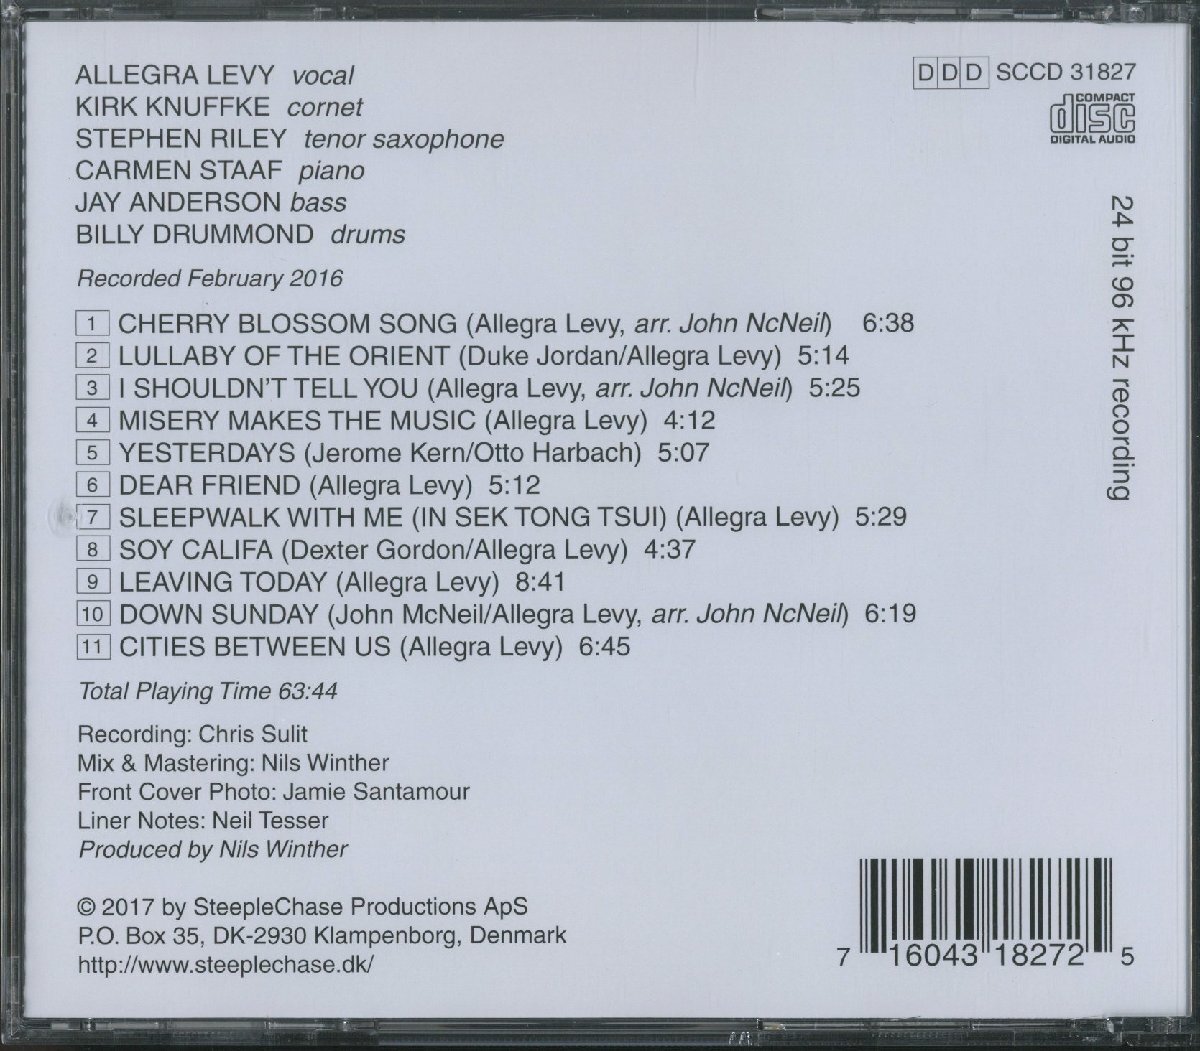 ALLEGRA LEVY vocal
KIRK KNUFFKE cornet
STEPHEN RILEY tenor saxophone
CARMEN STAAF piano
JAY ANDERSON bass
BILLY DRUMMOND drums
Recorded February 2016
DDD SCCD 31827
COMPACT
disc
DIGITAL AUDIO
24 bit 96 kHz recording
1 CHERRY BLOSSOM SONG (Allegra Levy, arr. John NcNeil) 6:38
2 LULLABY OF THE ORIENT (Duke Jordan/Allegra Levy) 5:14
3 I SHOULDN'T TELL YOU (Allegra Levy, arr. John NcNeil) 5:25
4 MISERY MAKES THE MUSIC (Allegra Levy) 4:12
5 YESTERDAYS (Jerome Kern/Otto Harbach) 5:07
6 DEAR FRIEND (Allegra Levy) 5:12
7 SLEEPWALK WITH ME (IN SEK TONG TSUI) (Allegra Levy) 5:29
8 SOY CALIFA (Dexter Gordon/Allegra Levy) 4:37
9 LEAVING TODAY (Allegra Levy) 8:41
10 DOWN SUNDAY (John McNeil/Allegra Levy, arr. John NcNeil) 6:19
11 CITIES BETWEEN US (Allegra Levy) 6:45
Total Playing Time 63:44
Recording: Chris Sulit
Mix & Mastering: Nils Winther
Front Cover Photo: Jamie Santamour
Liner Notes: Neil Tesser
Produced by Nils Winther
© 2017 by SteepleChase Productions ApS
P.O. Box 35, DK-2930 Klampenborg, Denmark
http://www.steeplechase.dk/
7 16043 18272 5